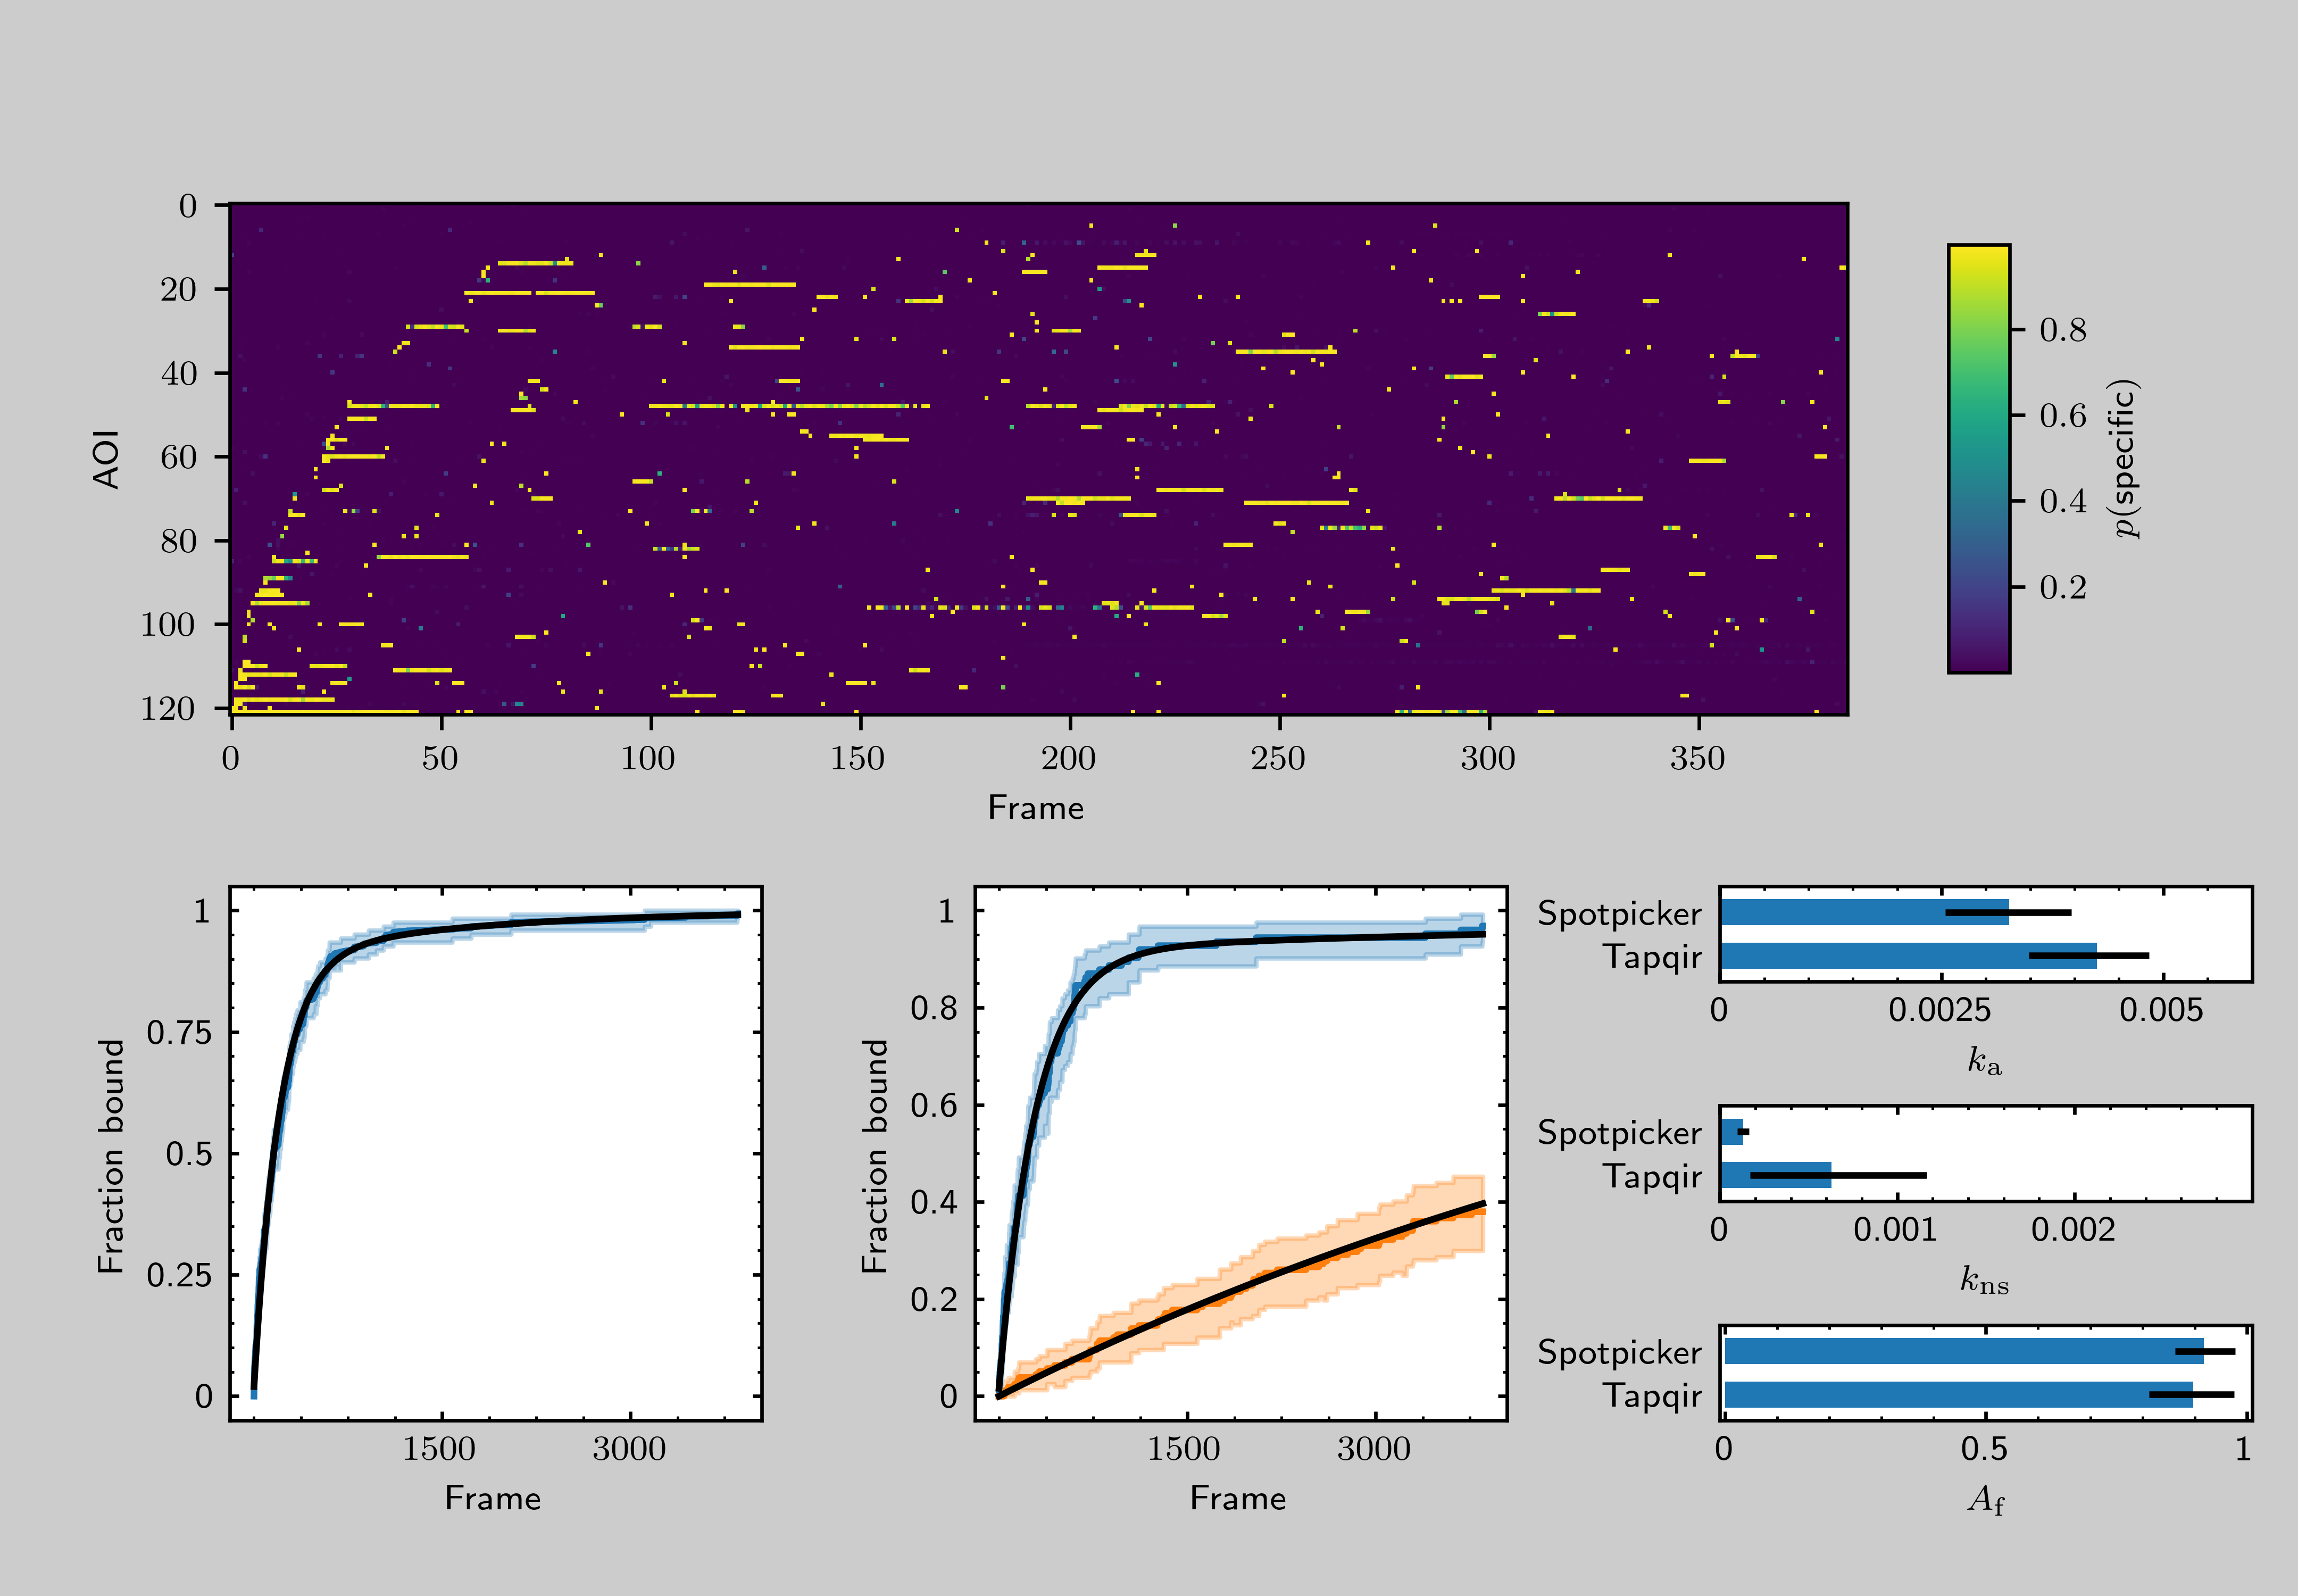 0
20
40
60
80
100
120
AOI
0 50 100 150 200 250 300 350
Frame
0.8
0.6
0.4
0.2
p(specific)
1
0.75
0.5
0.25
0
Fraction bound
1500 3000
Frame
1
0.8
0.6
0.4
0.2
0
Fraction bound
1500 3000
Frame
Spotpicker
Tapqir
0 0.0025 0.005
k_a
Spotpicker
Tapqir
0 0.001 0.002
k_ns
Spotpicker
Tapqir
0 0.5 1
A_f